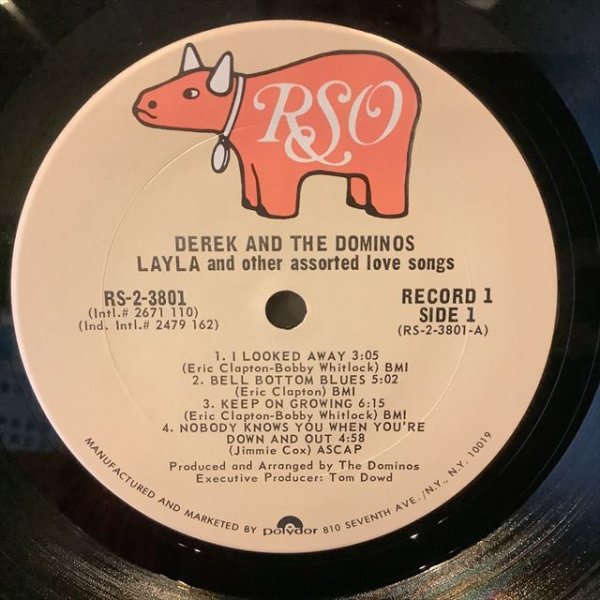 RSO
DEREK AND THE DOMINOS
LAYLA and other assorted love songs
RS-2-3801
(Intl.# 2671 110)
(Ind. Intl.# 2479 162)
RECORD 1
SIDE 1
(RS-2-3801-A)
1. I LOOKED AWAY 3:05
(Eric Clapton-Bobby Whitlock) BMI
2. BELL BOTTOM BLUES 5:02
(Eric Clapton) BMI
3. KEEP ON GROWING 6:15
(Eric Clapton-Bobby Whitlock) BMI
4. NOBODY KNOWS YOU WHEN YOU'RE
DOWN AND OUT 4:58
(Jimmie Cox) ASCAP
Produced and Arranged by The Dominos
Executive Producer: Tom Dowd
MANUFACTURED AND MARKETED BY polydor 810 SEVENTH AVE./N.Y., N.Y. 10019